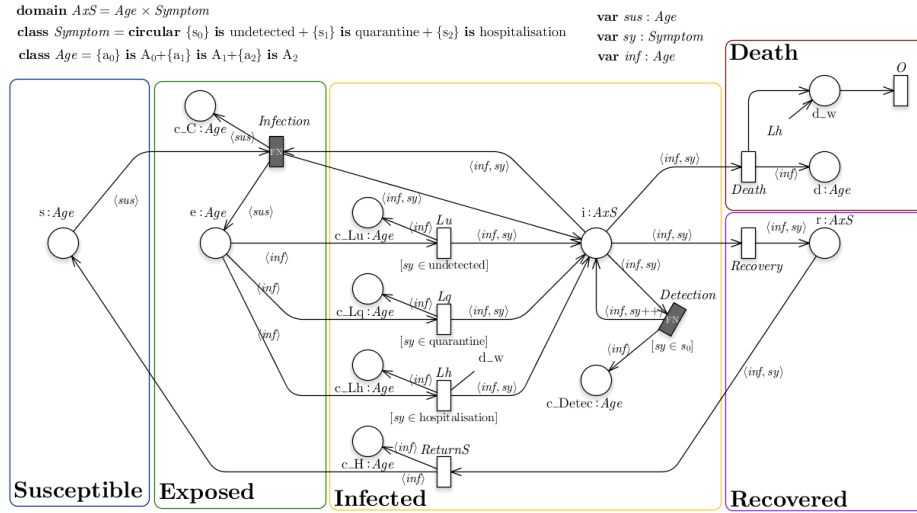 domain AxS = Age × Symptom
class Symptom = circular {s₀} is undetected + {s₁} is quarantine + {s₂} is hospitalisation
class Age = {a₀} is A₀+{a₁} is A₁+{a₂} is A₂
var sus : Age
var sy : Symptom
var inf : Age
Death
O
d_w
Lh
⟨inf⟩
Death
d : Age
c_C : Age
Infection
⟨sus⟩
FN
⟨inf, sy⟩
⟨inf, sy⟩
⟨sus⟩
s : Age
e : Age
⟨sus⟩
⟨inf, sy⟩
c_Lu : Age
⟨inf⟩
Lu
⟨inf, sy⟩
[sy ∈ undetected]
⟨inf⟩
i : AxS
⟨inf, sy⟩
Recovery
⟨inf, sy⟩
r : AxS
⟨inf, sy⟩
⟨inf⟩
c_Lq : Age
⟨inf⟩
Lq
⟨inf, sy⟩
[sy ∈ quarantine]
Detection
⟨inf, sy++⟩
FN
[sy ∈ s₀]
⟨inf⟩
c_Detec : Age
⟨inf⟩
d_w
c_Lh : Age
⟨inf⟩
Lh
⟨inf, sy⟩
[sy ∈ hospitalisation]
⟨inf, sy⟩
c_H : Age
⟨inf⟩
ReturnS
⟨inf⟩
Susceptible
Exposed
Infected
Recovered